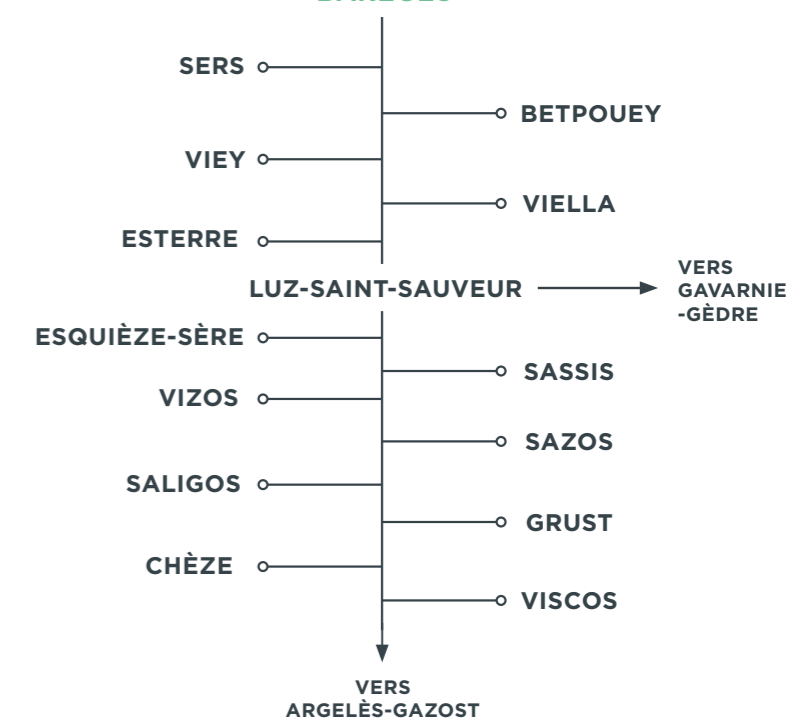 SERS
BETPOUEY
VIEY
VIELLA
ESTERRE
LUZ-SAINT-SAUVEUR
VERS
GAVARNIE
-GÈDRE
ESQUIÈZE-SÈRE
SASSIS
VIZOS
SAZOS
SALIGOS
GRUST
CHÈZE
VISCOS
VERS
ARGELÈS-GAZOST